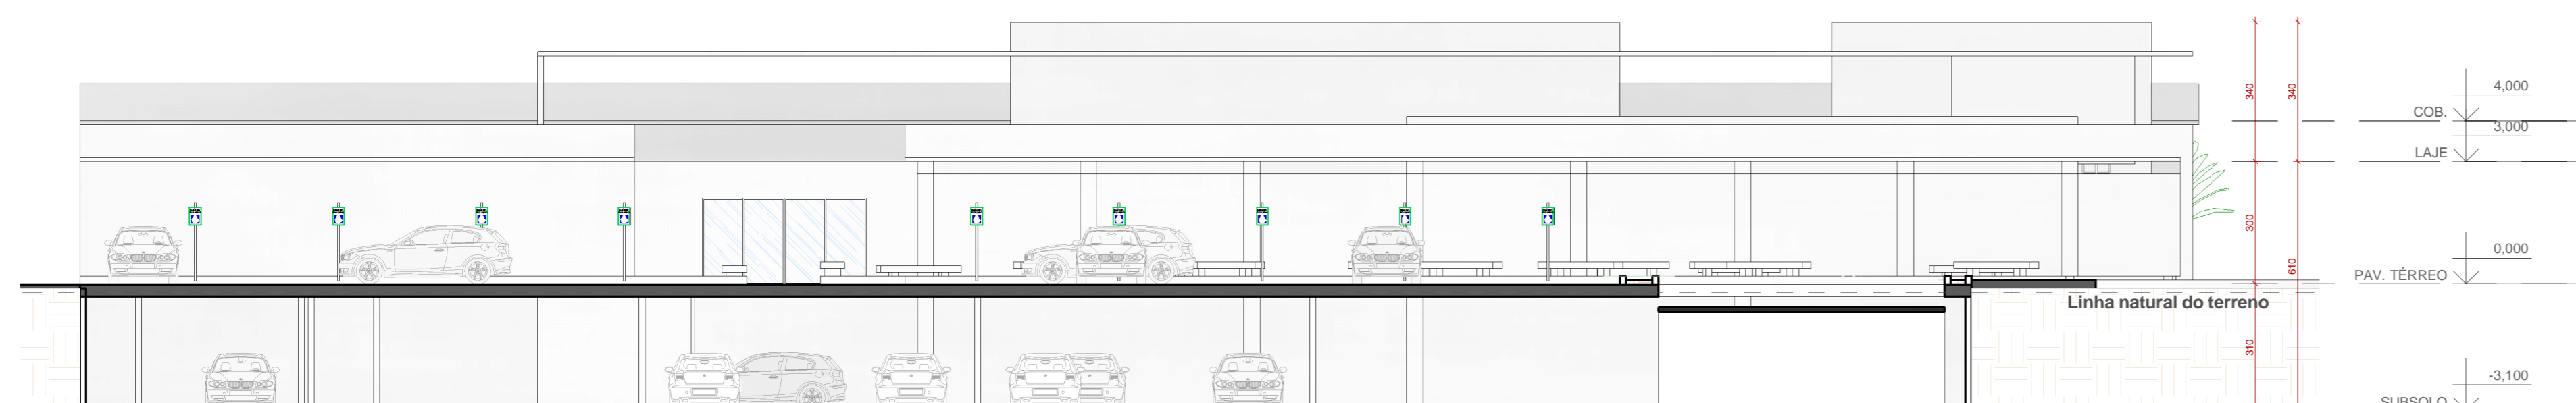 340
340
4,000
COB.
3,000
LAJE
300
0,000
PAV. TÉRREO
610
Linha natural do terreno
310
-3,100
SUBSOLO